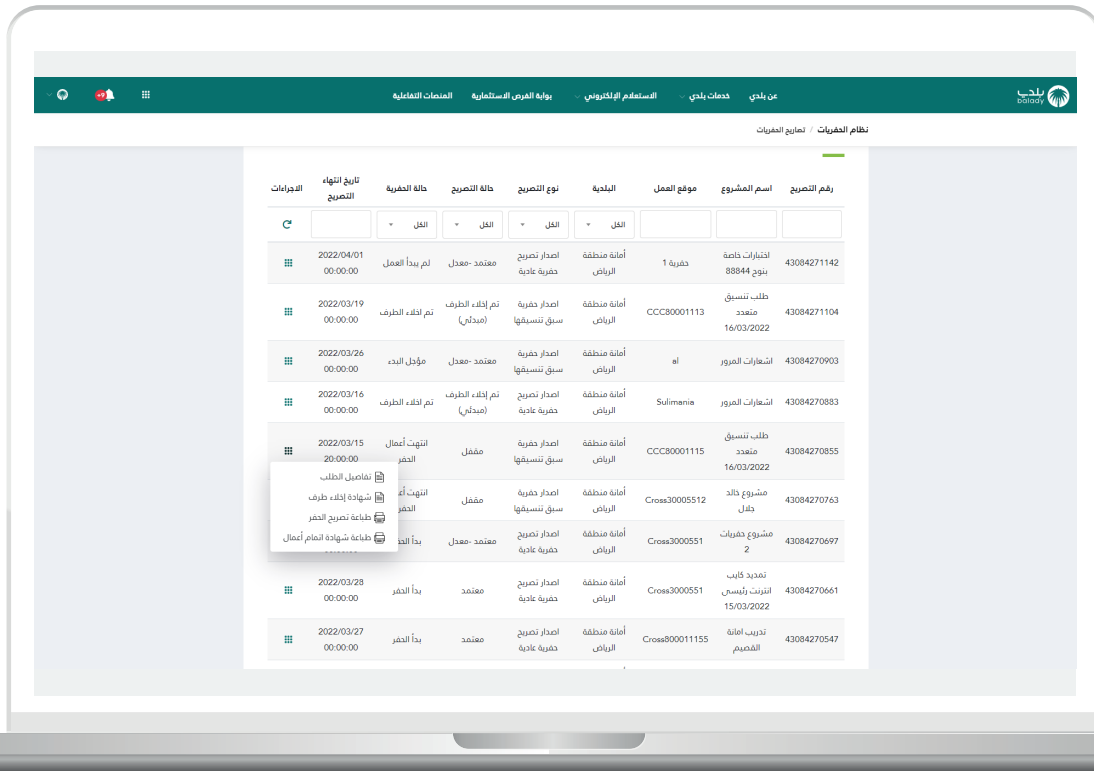 بلدي
balady
عن بلدي
خدمات بلدي
الاستعلام الإلكتروني
بوابة الفرص الاستثمارية
المنصات التفاعلية
+9
نظام الحفريات / تصاريح الحفريات
رقم التصريح
اسم المشروع
موقع العمل
البلدية
نوع التصريح
حالة التصريح
حالة الحفرية
تاريخ انتهاء
التصريح
الاجراءات
الكل
الكل
الكل
الكل
43084271142
اختبارات خاصة
بنوح 88844
حفرية 1
أمانة منطقة
الرياض
اصدار تصريح
حفرية عادية
معتمد -معدل
لم يبدأ العمل
2022/04/01
00:00:00
43084271104
طلب تنسيق
متعدد
16/03/2022
CCC80001113
أمانة منطقة
الرياض
اصدار حفرية
سبق تنسيقها
تم إخلاء الطرف
(مبدئي)
تم اخلاء الطرف
2022/03/19
00:00:00
43084270903
اشعارات المرور
al
أمانة منطقة
الرياض
اصدار حفرية
سبق تنسيقها
معتمد -معدل
مؤجل البدء
2022/03/26
00:00:00
43084270883
اشعارات المرور
Sulimania
أمانة منطقة
الرياض
اصدار تصريح
حفرية عادية
تم إخلاء الطرف
(مبدئي)
تم اخلاء الطرف
2022/03/16
00:00:00
43084270855
طلب تنسيق
متعدد
16/03/2022
CCC80001115
أمانة منطقة
الرياض
اصدار حفرية
سبق تنسيقها
مقفل
انتهت أعمال
الحفر
2022/03/15
20:00:00
تفاصيل الطلب
شهادة إخلاء طرف
طباعة تصريح الحفر
طباعة شهادة اتمام أعمال
43084270763
مشروع خالد
جلال
Cross30005512
أمانة منطقة
الرياض
اصدار حفرية
سبق تنسيقها
مقفل
انتهت
43084270697
مشروع حفريات
2
Cross3000551
أمانة منطقة
الرياض
اصدار تصريح
حفرية عادية
معتمد -معدل
بدأ
43084270661
تمديد كايب
انترنت رئيسي
15/03/2022
Cross3000551
أمانة منطقة
الرياض
اصدار تصريح
حفرية عادية
معتمد
بدأ الحفر
2022/03/28
00:00:00
43084270547
تدريب امانة
القصيم
Cross800011155
أمانة منطقة
الرياض
اصدار تصريح
حفرية عادية
معتمد
بدأ الحفر
2022/03/27
00:00:00